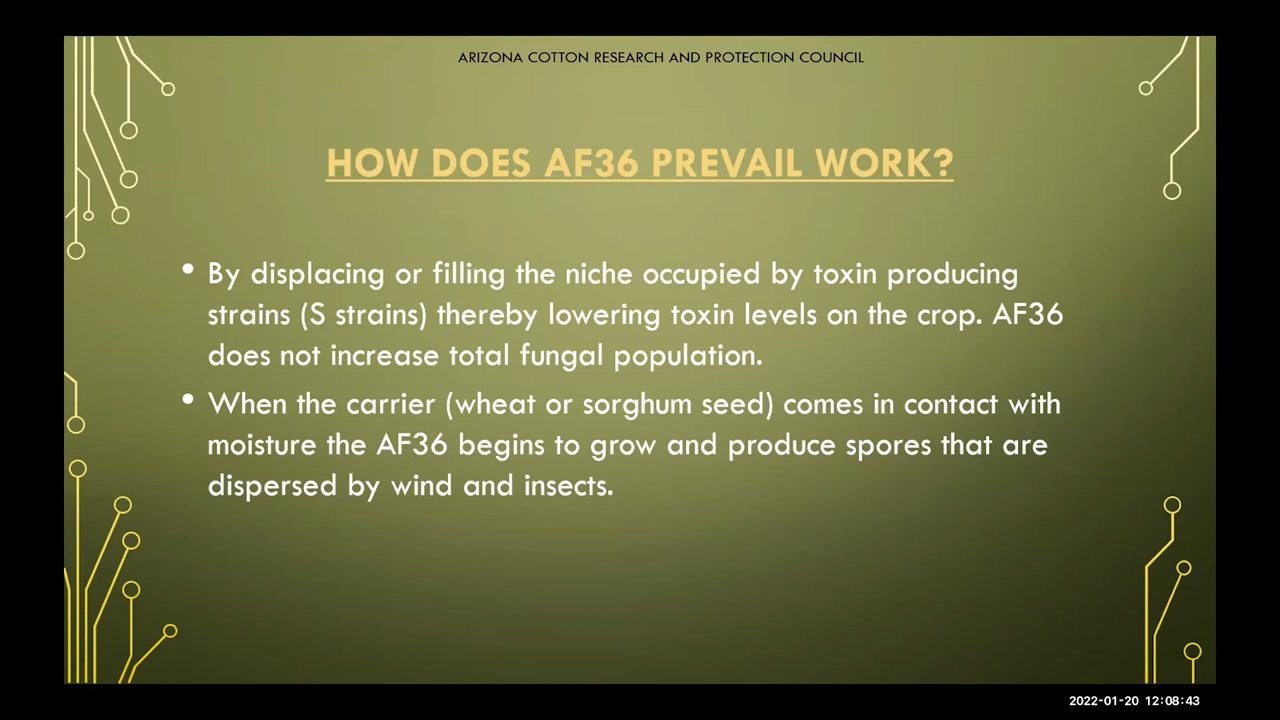 ARIZONA COTTON RESEARCH AND PROTECTION COUNCIL
HOW DOES AF36 PREVAIL WORK?
• By displacing or filling the niche occupied by toxin producing
strains (S strains) thereby lowering toxin levels on the crop. AF36
does not increase total fungal population.
• When the carrier (wheat or sorghum seed) comes in contact with
moisture the AF36 begins to grow and produce spores that are
dispersed by wind and insects.
2022-01-20 12:08:43